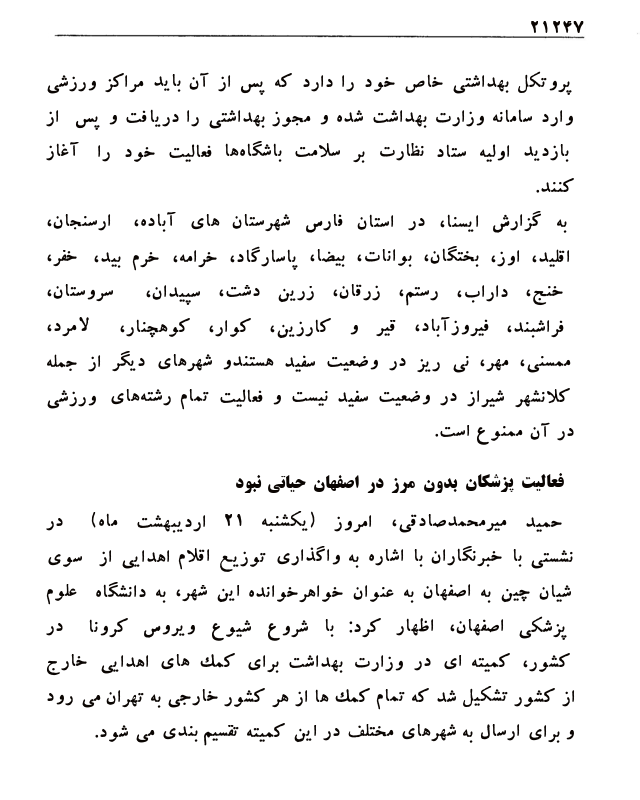 ۲۱۲۴۷
پروتکل بهداشتی خاص خود را دارد که پس از آن باید مراکز ورزشی
وارد سامانه وزارت بهداشت شده و مجوز بهداشتی را دریافت و پس از
بازدید اولیه ستاد نظارت بر سلامت باشگاه‌ها فعالیت خود را آغاز
کنند.
به گزارش ایسنا، در استان فارس شهرستان های آباده، ارسنجان،
اقلید، اوز، بختگان، بوانات، بیضا، پاسارگاد، خرامه، خرم بید، خفر،
خنج، داراب، رستم، زرقان، زرین دشت، سپیدان، سروستان،
فراشبند، فیروزآباد، قیر و کارزین، کوار، کوهچنار، لامرد،
ممسنی، مهر، نی ریز در وضعیت سفید هستندو شهرهای دیگر از جمله
کلانشهر شیراز در وضعیت سفید نیست و فعالیت تمام رشته‌های ورزشی
در آن ممنوع است.
فعالیت پزشکان بدون مرز در اصفهان حیاتی نبود
حمید میرمحمدصادقی، امروز (یکشنبه ۲۱ اردیبهشت ماه) در
نشستی با خبرنگاران با اشاره به واگذاری توزیع اقلام اهدایی از سوی
شیان چین به اصفهان به عنوان خواهرخوانده این شهر، به دانشگاه علوم
پزشکی اصفهان، اظهار کرد: با شروع شیوع ویروس کرونا در
کشور، کمیته ای در وزارت بهداشت برای کمك های اهدایی خارج
از کشور تشکیل شد که تمام کمك ها از هر کشور خارجی به تهران می رود
و برای ارسال به شهرهای مختلف در این کمیته تقسیم بندی می شود.